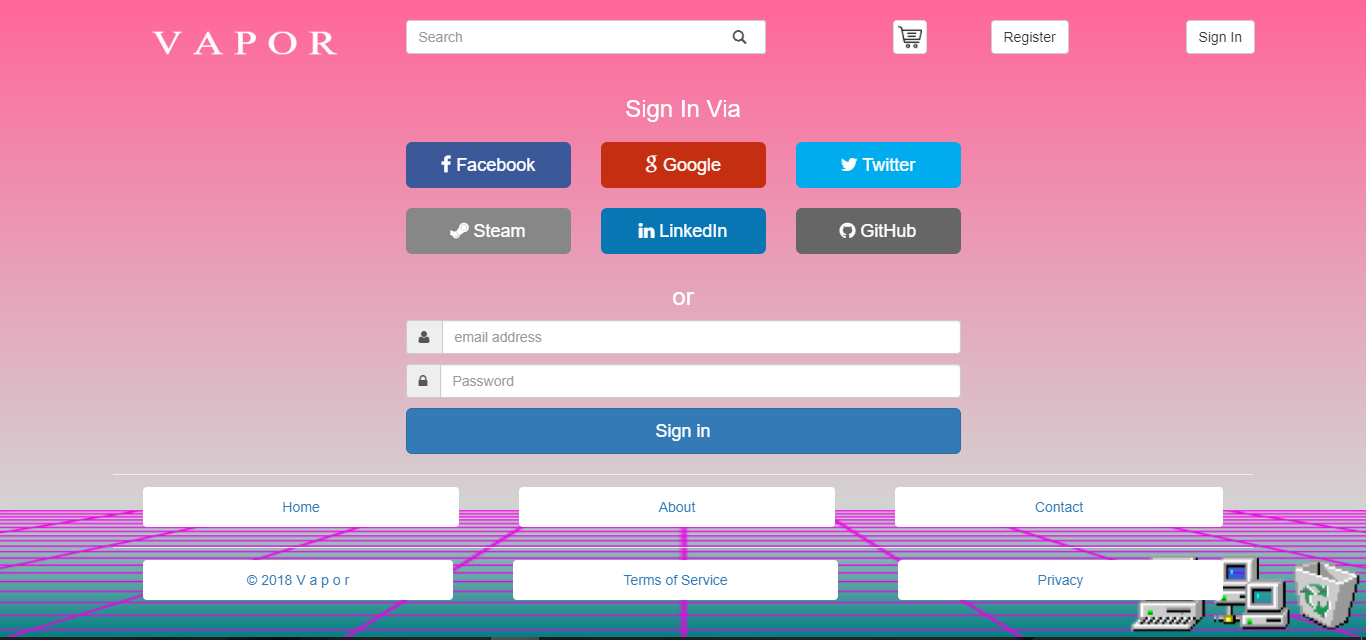 V A P O R
Search
Register
Sign In
Sign In Via
Facebook
Google
Twitter
Steam
LinkedIn
GitHub
or
email address
Password
Sign in
Home
About
Contact
© 2018 V a p o r
Terms of Service
Privacy